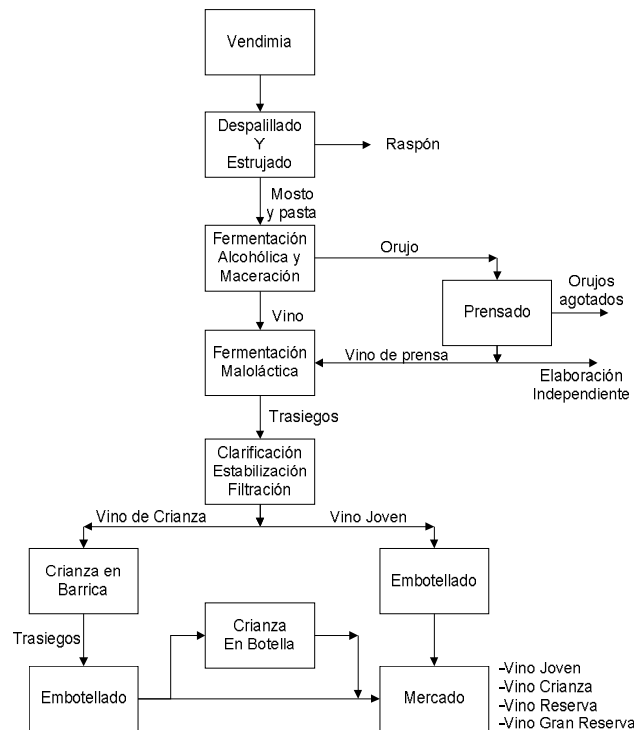 Vendimia
Despalillado
Y
Estrujado
Raspón
Mosto
y pasta
Fermentación
Alcohólica y
Maceración
Orujo
Orujos
agotados
Prensado
Vino
Fermentación
Maloláctica
Vino de prensa
Elaboración
Independiente
Trasiegos
Clarificación
Estabilización
Filtración
Vino de Crianza
Vino Joven
Crianza en
Barrica
Embotellado
Trasiegos
Crianza
En Botella
Embotellado
Mercado
-Vino Joven
-Vino Crianza
-Vino Reserva
-Vino Gran Reserva